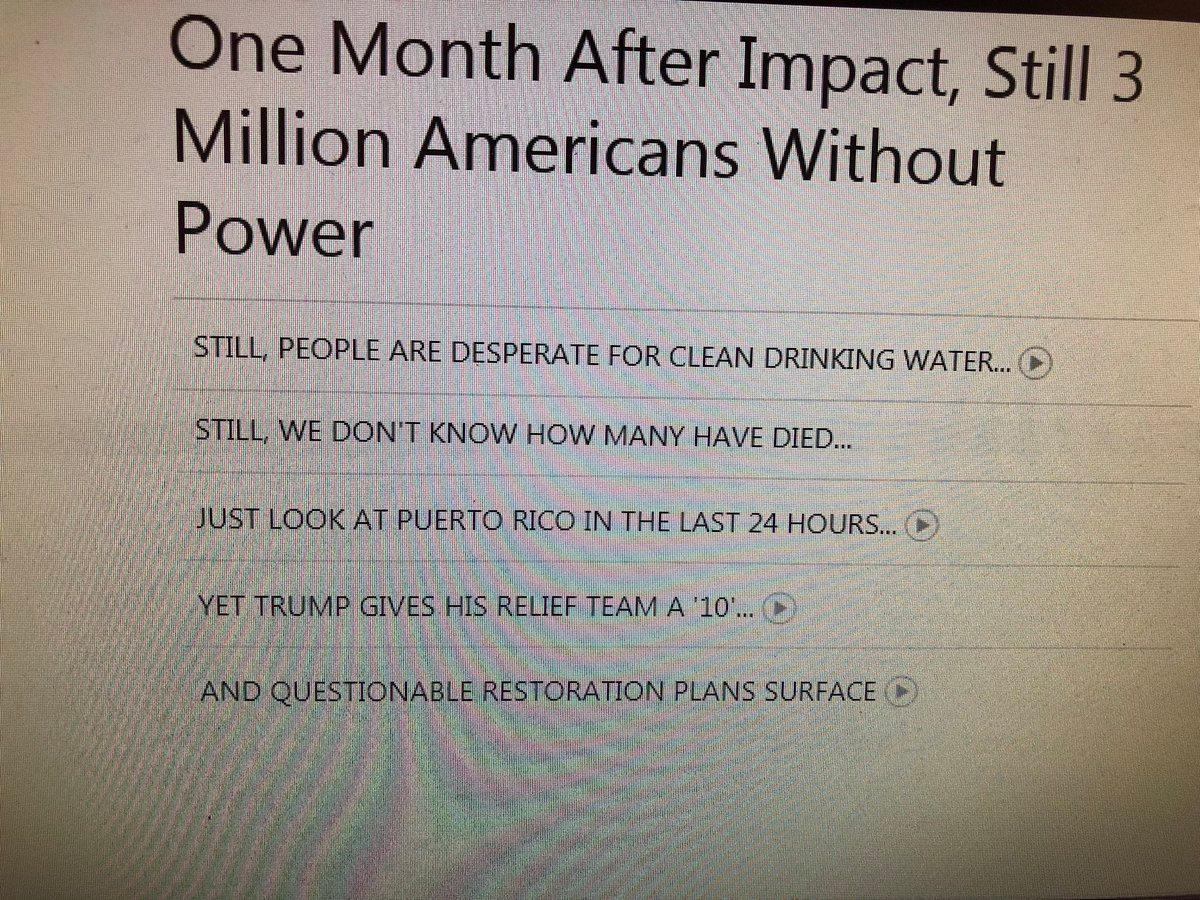 One Month After Impact, Still 3
Million Americans Without
Power
STILL, PEOPLE ARE DESPERATE FOR CLEAN DRINKING WATER...
STILL, WE DON'T KNOW HOW MANY HAVE DIED...
JUST LOOK AT PUERTO RICO IN THE LAST 24 HOURS...
YET TRUMP GIVES HIS RELIEF TEAM A '10'...
AND QUESTIONABLE RESTORATION PLANS SURFACE